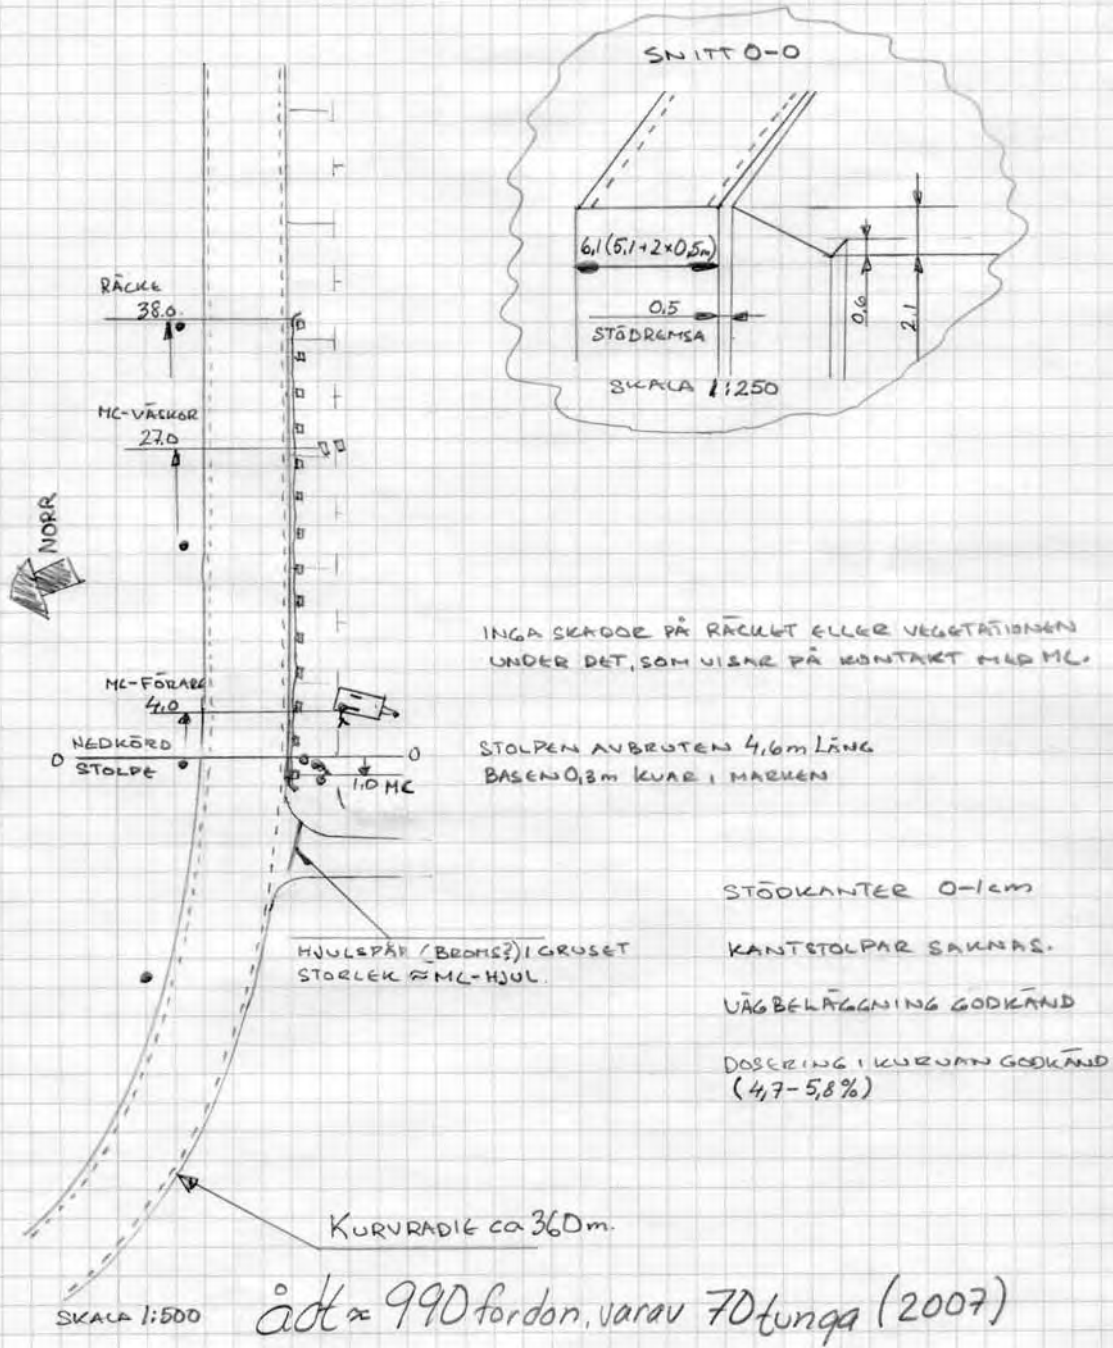 SNITT 0-0
6,1 (5,1+2×0,5m)
0,5
STÖDREMSA
0,6
2,1
SKALA 1:250
RÄCKE
38.0
MC-VÄSKOR
27.0
NORR
MC-FÖRARE
4,0
0 NEDKÖRD 0
STOLPE
1.0 MC
INGA SKADOR PÅ RÄCKET ELLER VEGETATIONEN
UNDER DET, SOM VISAR PÅ KONTAKT MED MC.
STOLPEN AVBRUTEN 4,6m LÅNG
BASEN 0,3m KVAR I MARKEN
HJULSPÅR (BROMS?) I GRUSET
STORLEK ≈ MC-HJUL.
STÖDKANTER 0-1cm
KANTSTOLPAR SAKNAS.
VÄGBELÄGGNING GODKÄND
DOSERING I KURVAN GODKÄND
(4,7-5,8%)
KURVRADIE ca 360m.
SKALA 1:500
ådt ≈ 990 fordon, varav 70 tunga (2007)